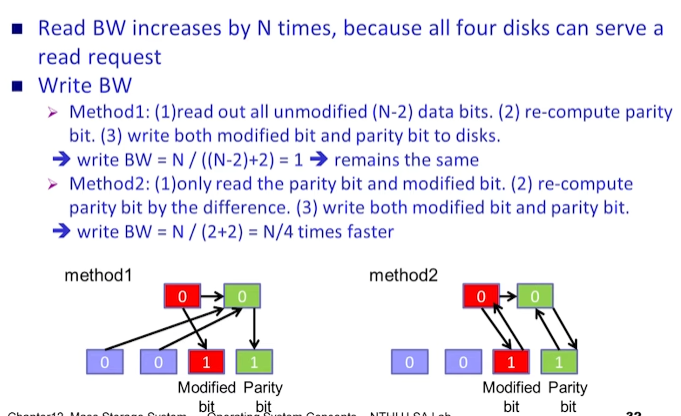 Read BW increases by N times, because all four disks can serve a
read request
Write BW
Method1: (1)read out all unmodified (N-2) data bits. (2) re-compute parity
bit. (3) write both modified bit and parity bit to disks.
➔ write BW = N / ((N-2)+2) = 1 ➔ remains the same
Method2: (1)only read the parity bit and modified bit. (2) re-compute
parity bit by the difference. (3) write both modified bit and parity bit.
➔ write BW = N / (2+2) = N/4 times faster
method1
method2
0 0
0 0
0 0 1 1
0 0 1 1
Modified Parity
bit bit
Modified Parity
bit bit
Chapter12 Mass Storage System Operating System Concepts – NTHU LSA Lab 32